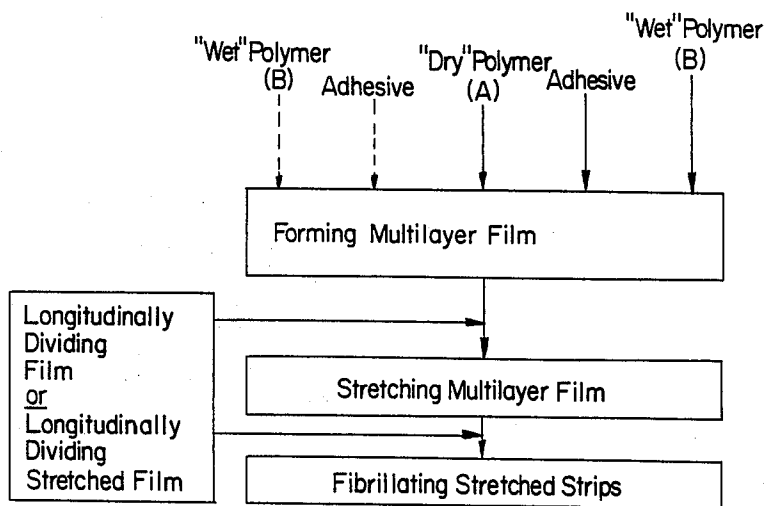 "Wet" Polymer
(B)
Adhesive
"Dry" Polymer
(A)
Adhesive
"Wet" Polymer
(B)
Forming Multilayer Film
Longitudinally
Dividing
Film
or
Longitudinally
Dividing
Stretched Film
Stretching Multilayer Film
Fibrillating Stretched Strips